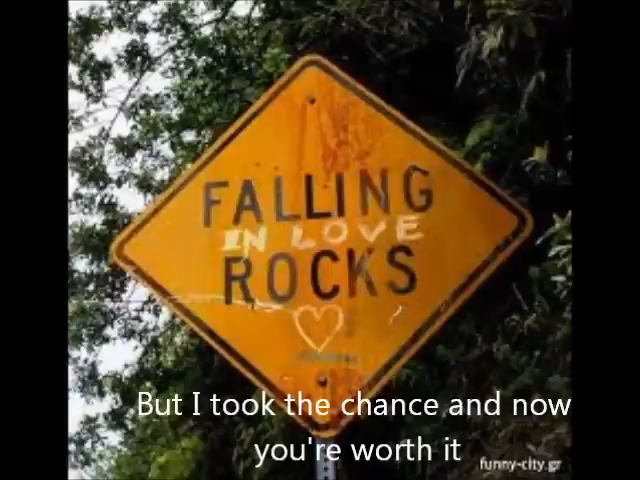 FALLING
IN LOVE
ROCKS
But I took the chance and now
you're worth it
funny-city.gr